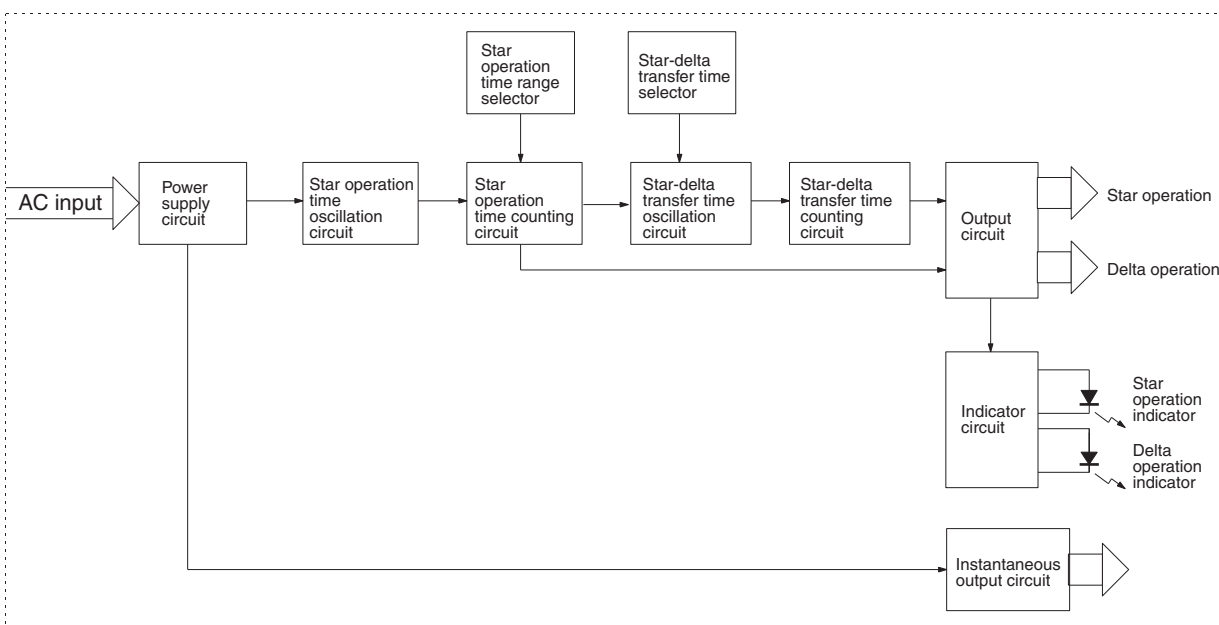 Star
operation
time range
selector
Star-delta
transfer time
selector
AC input
Power
supply
circuit
Star operation
time
oscillation
circuit
Star
operation
time counting
circuit
Star-delta
transfer time
oscillation
circuit
Star-delta
transfer time
counting
circuit
Output
circuit
Star operation
Delta operation
Indicator
circuit
Star
operation
indicator
Delta
operation
indicator
Instantaneous
output circuit